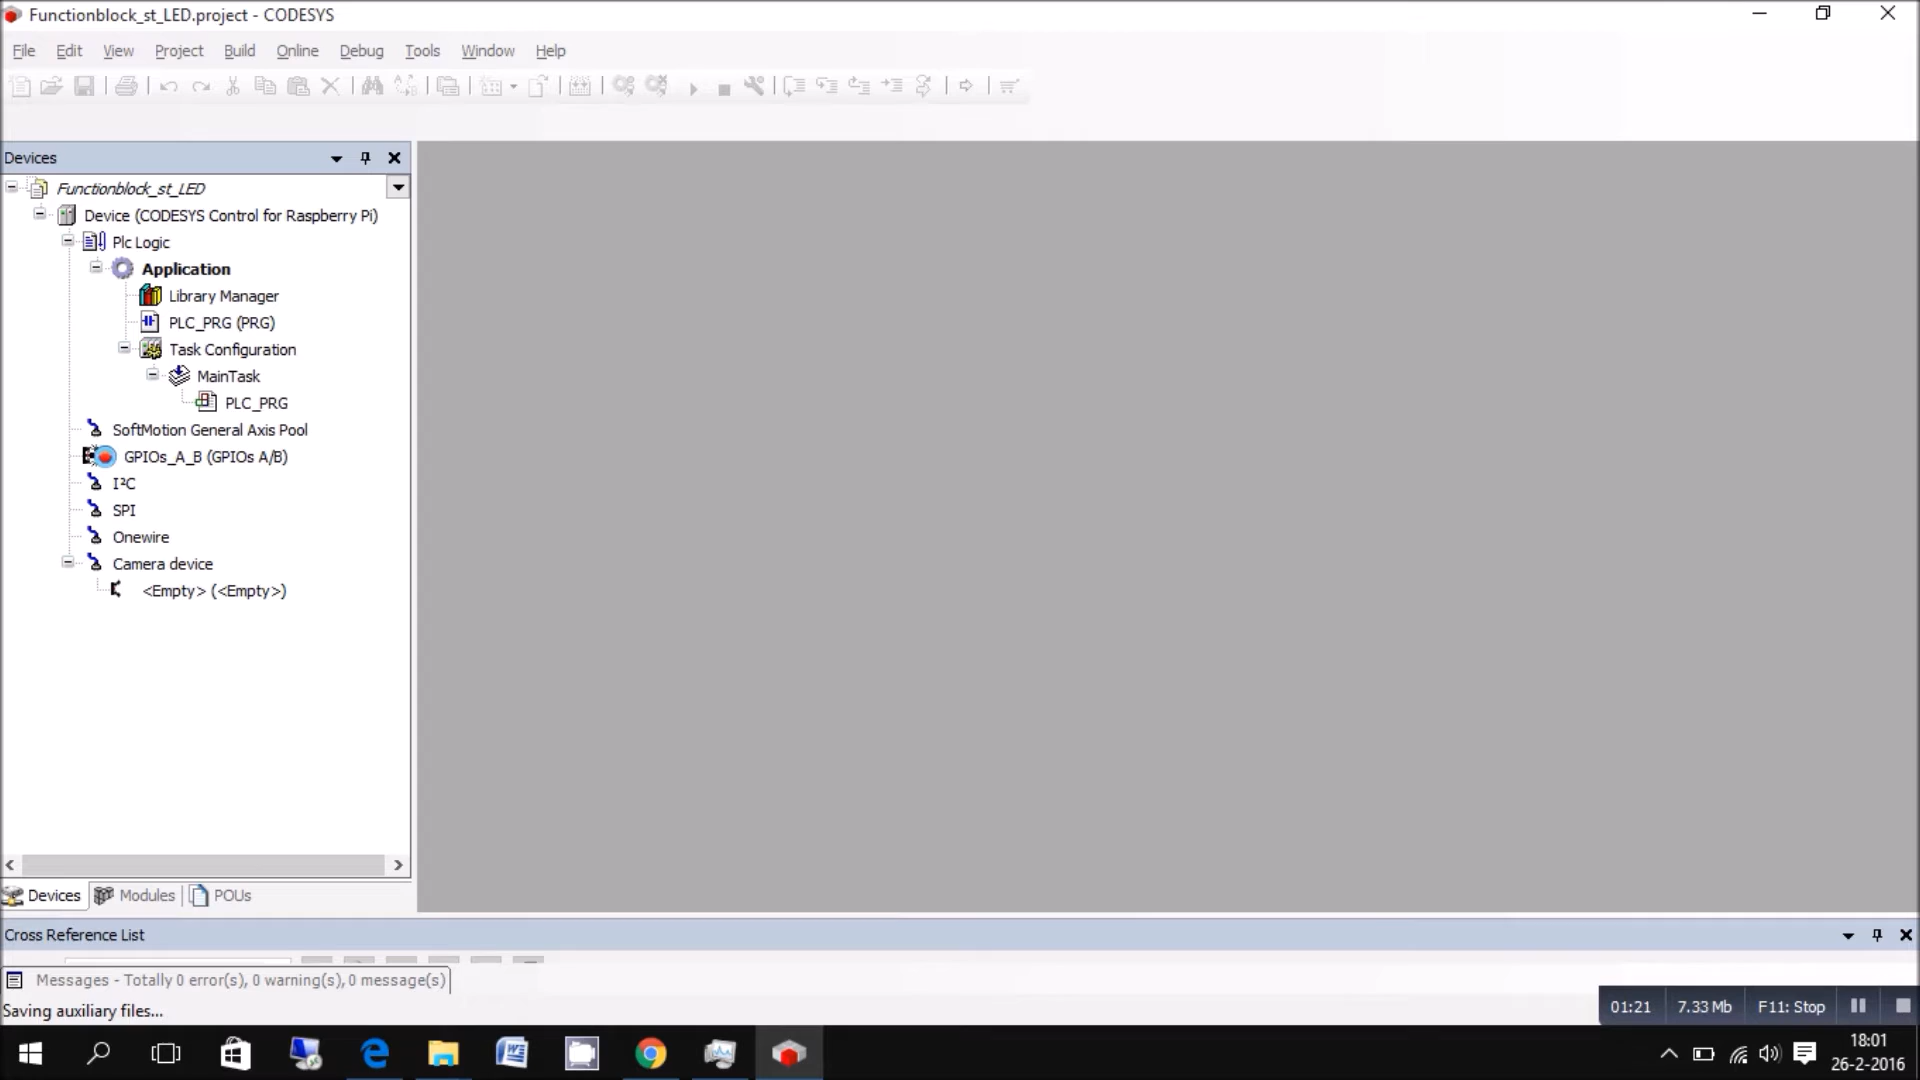 Functionblock_st_LED.project - CODESYS
File Edit View Project Build Online Debug Tools Window Help
Devices
Functionblock_st_LED
Device (CODESYS Control for Raspberry Pi)
Plc Logic
Application
Library Manager
PLC_PRG (PRG)
Task Configuration
MainTask
PLC_PRG
SoftMotion General Axis Pool
GPIOs_A_B (GPIOs A/B)
I²C
SPI
Onewire
Camera device
<Empty> (<Empty>)
Devices Modules POUs
Cross Reference List
Messages - Totally 0 error(s), 0 warning(s), 0 message(s)
Saving auxiliary files...
01:21 7.33 Mb F11: Stop
18:01
26-2-2016